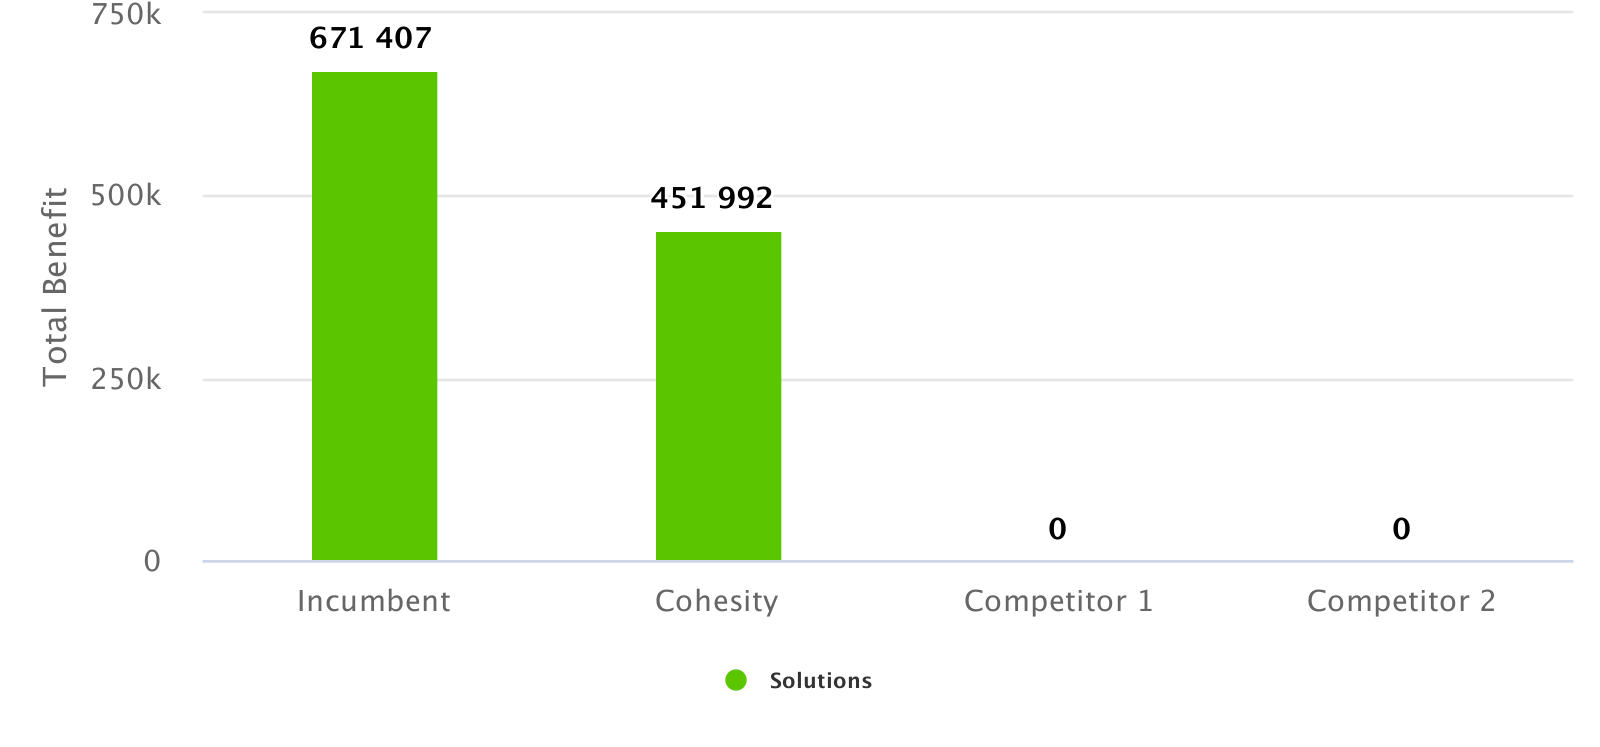 Total Benefit
750k
500k
250k
0
671 407
451 992
0
0
Incumbent
Cohesity
Competitor 1
Competitor 2
Solutions